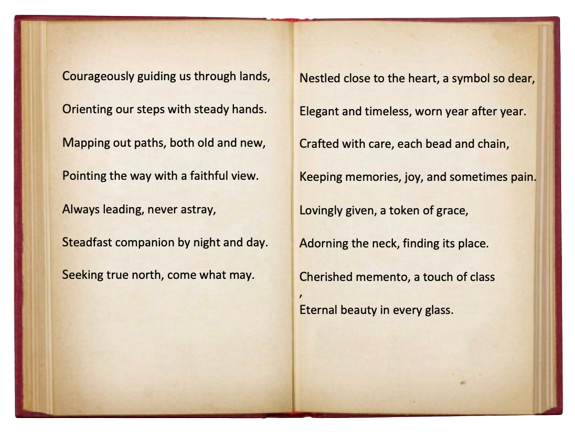 Courageously guiding us through lands,
Orienting our steps with steady hands.
Mapping out paths, both old and new,
Pointing the way with a faithful view.
Always leading, never astray,
Steadfast companion by night and day.
Seeking true north, come what may.
Nestled close to the heart, a symbol so dear,
Elegant and timeless, worn year after year.
Crafted with care, each bead and chain,
Keeping memories, joy, and sometimes pain.
Lovingly given, a token of grace,
Adorning the neck, finding its place.
Cherished memento, a touch of class
,
Eternal beauty in every glass.